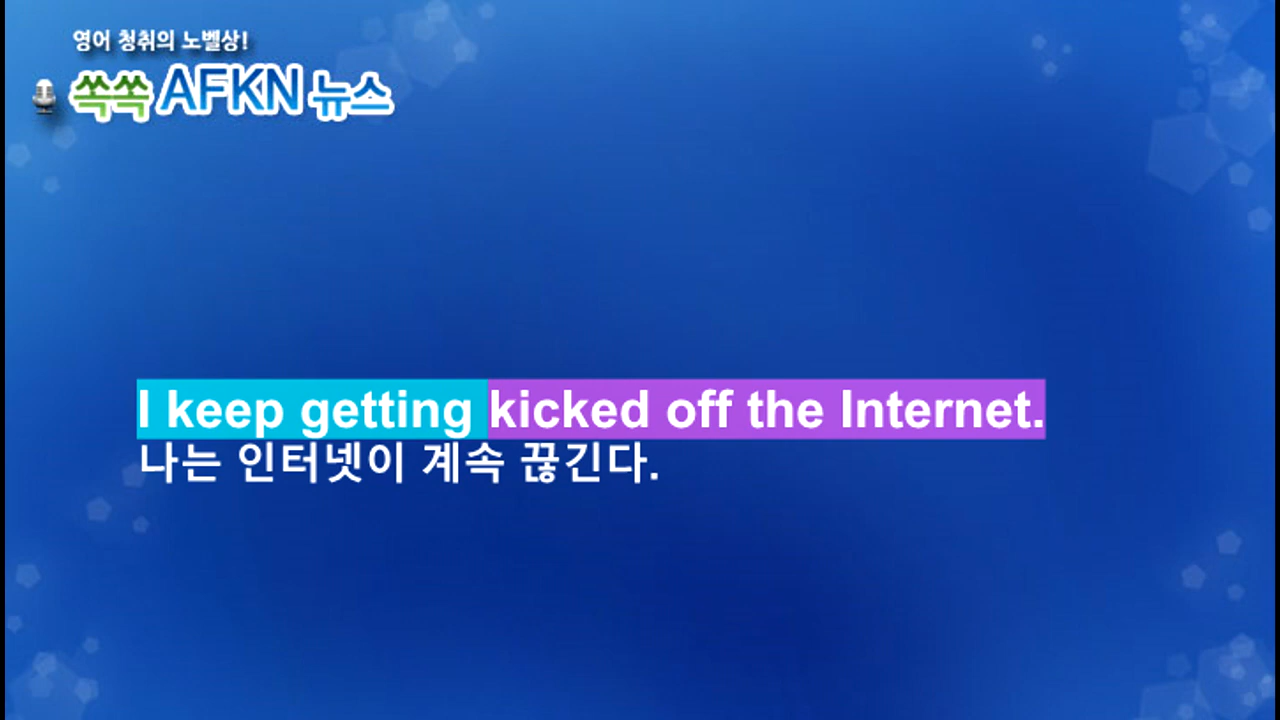 영어 청취의 노벨상!
쏙쏙 AFKN 뉴스
I keep getting kicked off the Internet.
나는 인터넷이 계속 끊긴다.